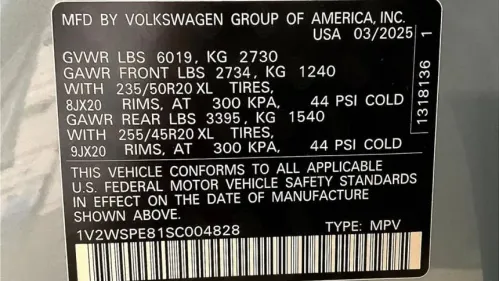 MFD BY VOLKSWAGEN GROUP OF AMERICA, INC.
USA 03/2025
GVWR LBS 6019, KG 2730
GAWR FRONT LBS 2734, KG 1240
WITH 235/50R20 XL TIRES,
8JX20 RIMS, AT 300 KPA, 44 PSI COLD
GAWR REAR LBS 3395, KG 1540
WITH 255/45R20 XL TIRES,
9JX20 RIMS, AT 300 KPA, 44 PSI COLD
THIS VEHICLE CONFORMS TO ALL APPLICABLE
U.S. FEDERAL MOTOR VEHICLE SAFETY STANDARDS
IN EFFECT ON THE DATE OF MANUFACTURE
SHOWN ABOVE.
1V2WSPE81SC004828 TYPE: MPV
1318136 1